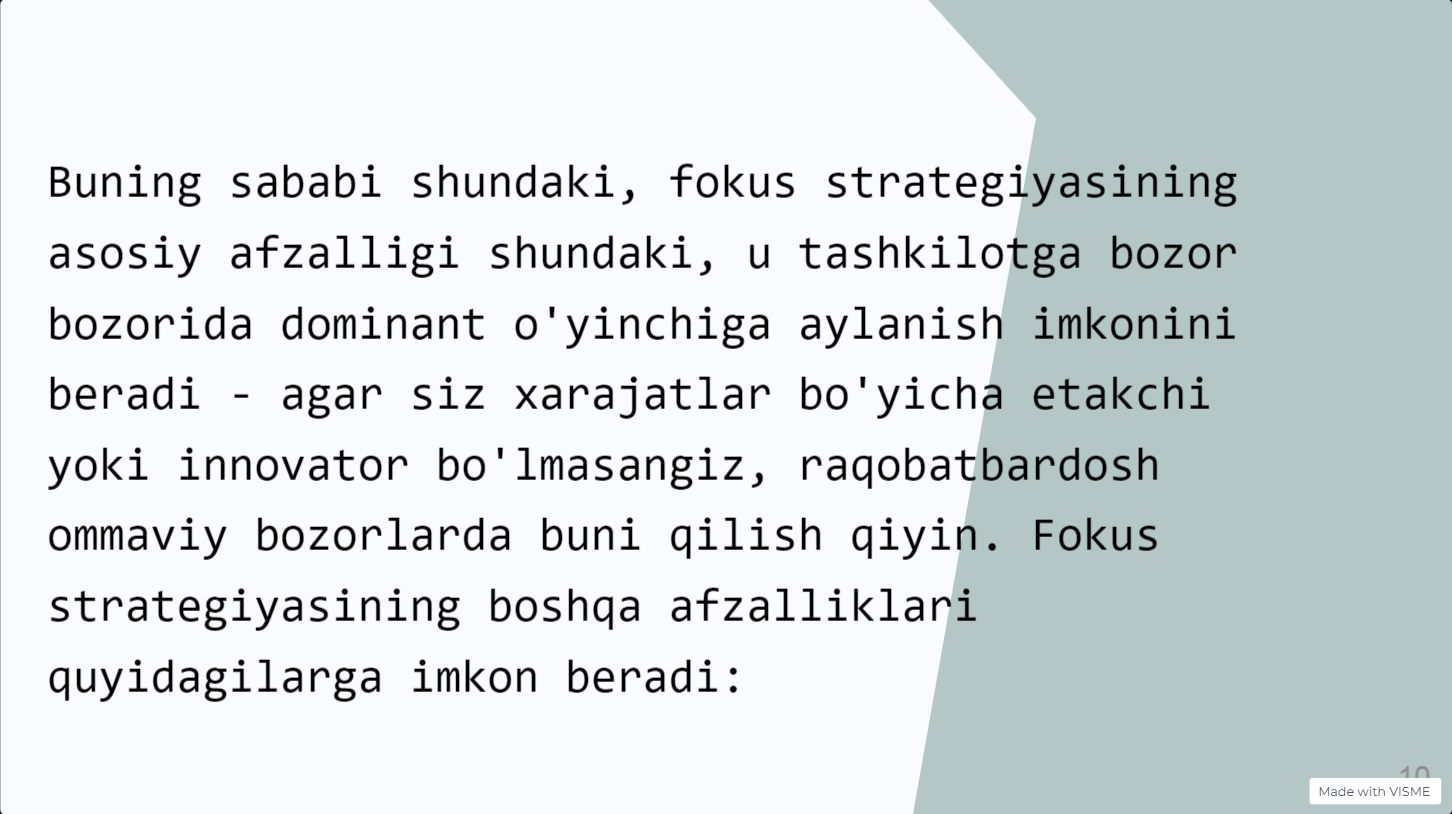 Buning sababi shundaki, fokus strategiyasining
asosiy afzalligi shundaki, u tashkilotga bozor
bozorida dominant o'yinchiga aylanish imkonini
beradi - agar siz xarajatlar bo'yicha etakchi
yoki innovator bo'lmasangiz, raqobatbardosh
ommaviy bozorlarda buni qilish qiyin. Fokus
strategiyasining boshqa afzalliklari
quyidagilarga imkon beradi:
10
Made with VISME